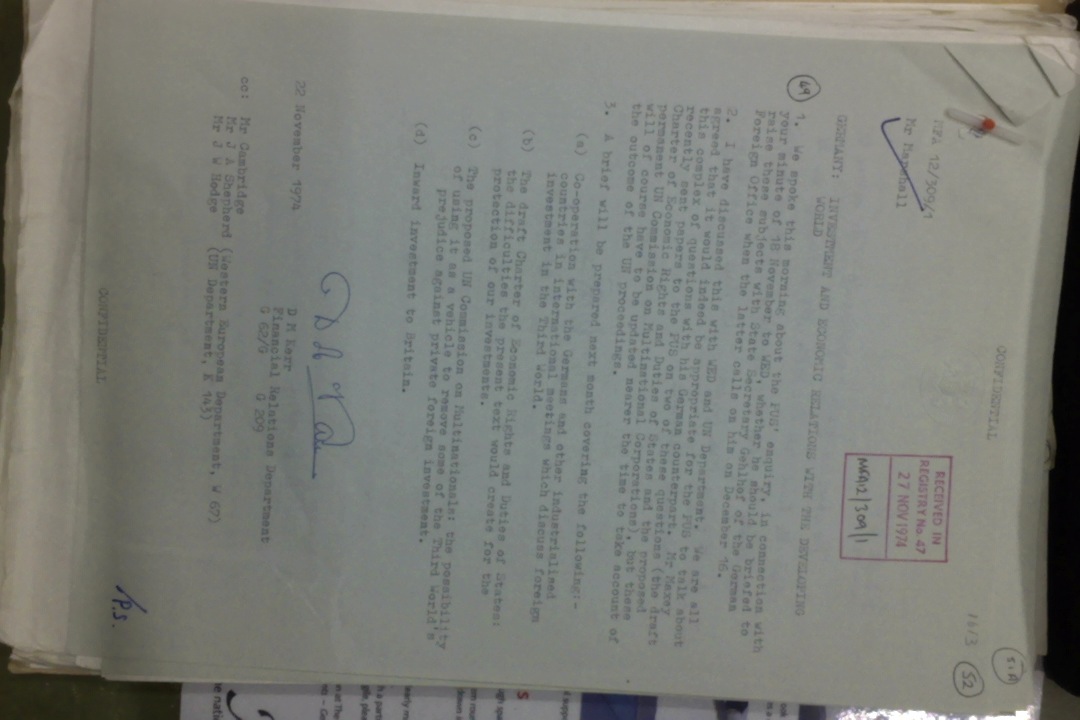 CONFIDENTIAL
16/3
5.A
52
MFA 12/309/1
RECEIVED IN
REGISTRY No. 47
27 NOV 1974
MFA12/309/1
Mr Marshall
GERMANY: INVESTMENT AND ECONOMIC RELATIONS WITH THE DEVELOPING
WORLD
49
1. We spoke this morning about the PUS' enquiry, in connection with
your minute of 18 November to WED, whether he should be briefed to
raise these subjects with State Secretary Gehlhof of the German
Foreign Office when the latter calls on him on December 16.
2. I have discussed this with WED and UN Department. We are all
agreed that it would indeed be appropriate for the PUS to talk about
this complex of questions with his German counterpart. Mr Maxey
recently sent papers to the PUS on two of these questions (the draft
Charter of Economic Rights and Duties of States and the proposed
permanent UN Commission on Multinational Corporations), but these
will of course have to be updated nearer the time to take account of
the outcome of the UN proceedings.
3. A brief will be prepared next month covering the following:-
(a) Co-operation with the Germans and other industrialised
countries in international meetings which discuss foreign
investment in the Third World.
(b) The draft Charter of Economic Rights and Duties of States:
the difficulties the present text would create for the
protection of our investments.
(c) The proposed UN Commission on Multinationals: the possibility
of using it as a vehicle to remove some of the Third World's
prejudice against private foreign investment.
(d) Inward investment to Britain.
D M Kerr
Financial Relations Department
G 62/G G 209
22 November 1974
cc: Mr Cambridge
Mr J A Shepherd (Western European Department, W 67)
Mr J W Hodge (UN Department, K 143)
P.S.
CONFIDENTIAL